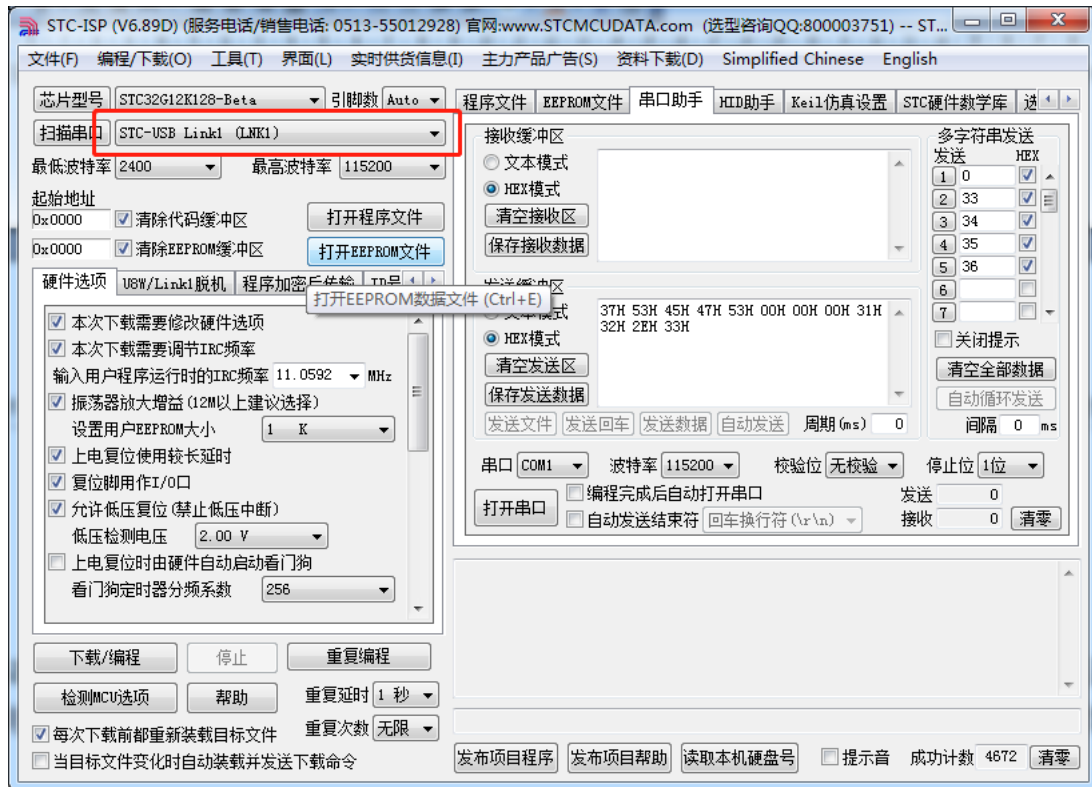 STC-ISP (V6.89D) (服务电话/销售电话: 0513-55012928) 官网:www.STCMCUDATA.com (选型咨询QQ:800003751) -- ST...
文件(F) 编程/下载(O) 工具(T) 界面(L) 实时供货信息(I) 主力产品广告(S) 资料下载(D) Simplified Chinese English
芯片型号 STC32G12K128-Beta 引脚数 Auto
扫描串口 STC-USB Link1 (LNK1)
最低波特率 2400 最高波特率 115200
起始地址
0x0000 清除代码缓冲区 打开程序文件
0x0000 清除EEPROM缓冲区 打开EEPROM文件
硬件选项 U8W/Link1脱机 程序加密后传输
打开EEPROM数据文件 (Ctrl+E)
本次下载需要修改硬件选项
本次下载需要调节IRC频率
输入用户程序运行时的IRC频率 11.0592 MHz
振荡器放大增益(12M以上建议选择)
设置用户EEPROM大小 1 K
上电复位使用较长延时
复位脚用作I/O口
允许低压复位(禁止低压中断)
低压检测电压 2.00 V
上电复位时由硬件自动启动看门狗
看门狗定时器分频系数 256
下载/编程 停止 重复编程
检测MCU选项 帮助 重复延时 1 秒
每次下载前都重新装载目标文件 重复次数 无限
当目标文件变化时自动装载并发送下载命令
程序文件 EEPROM文件 串口助手 HID助手 Keil仿真设置 STC硬件数学库 选
接收缓冲区
文本模式
HEX模式
清空接收区
保存接收数据
发送缓冲区
文本模式
HEX模式
清空发送区
保存发送数据
37H 53H 45H 47H 53H 00H 00H 00H 31H
32H 2EH 33H
发送文件 发送回车 发送数据 自动发送 周期(ms) 0
多字符串发送
发送 HEX
1 0
2 33
3 34
4 35
5 36
6
7
关闭提示
清空全部数据
自动循环发送
间隔 0 ms
串口 COM1 波特率 115200 校验位 无校验 停止位 1位
打开串口 编程完成后自动打开串口 发送 0
自动发送结束符 回车换行符(\r\n) 接收 0 清零
发布项目程序 发布项目帮助 读取本机硬盘号 提示音 成功计数 4672 清零